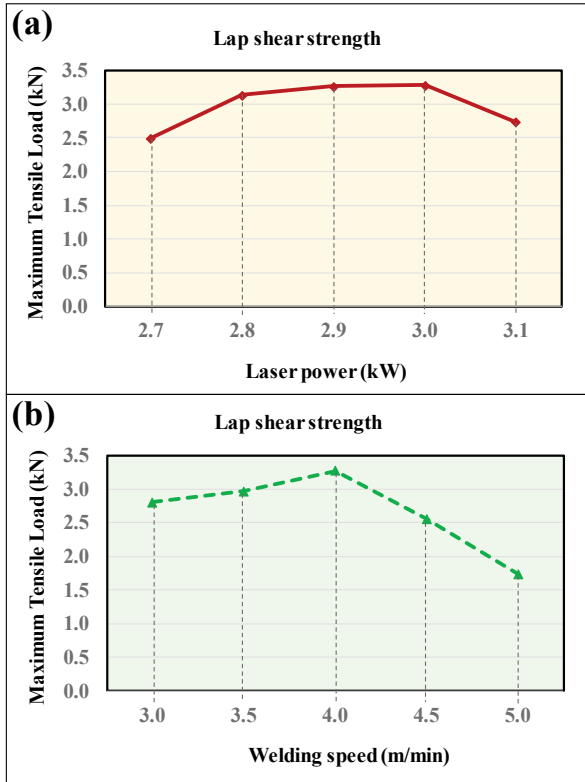 (a)
Lap shear strength
Maximum Tensile Load (kN)
3.5
3.0
2.5
2.0
1.5
1.0
0.5
0.0
2.7 2.8 2.9 3.0 3.1
Laser power (kW)
(b)
Lap shear strength
Maximum Tensile Load (kN)
3.5
3.0
2.5
2.0
1.5
1.0
0.5
0.0
3.0 3.5 4.0 4.5 5.0
Welding speed (m/min)